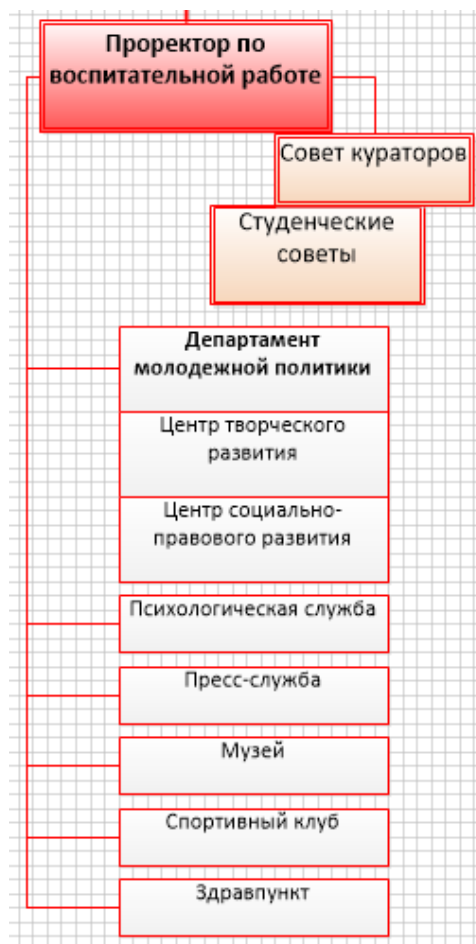 Проректор по
воспитательной работе
Совет кураторов
Студенческие
советы
Департамент
молодежной политики
Центр творческого
развития
Центр социально-
правового развития
Психологическая служба
Пресс-служба
Музей
Спортивный клуб
Здравпункт